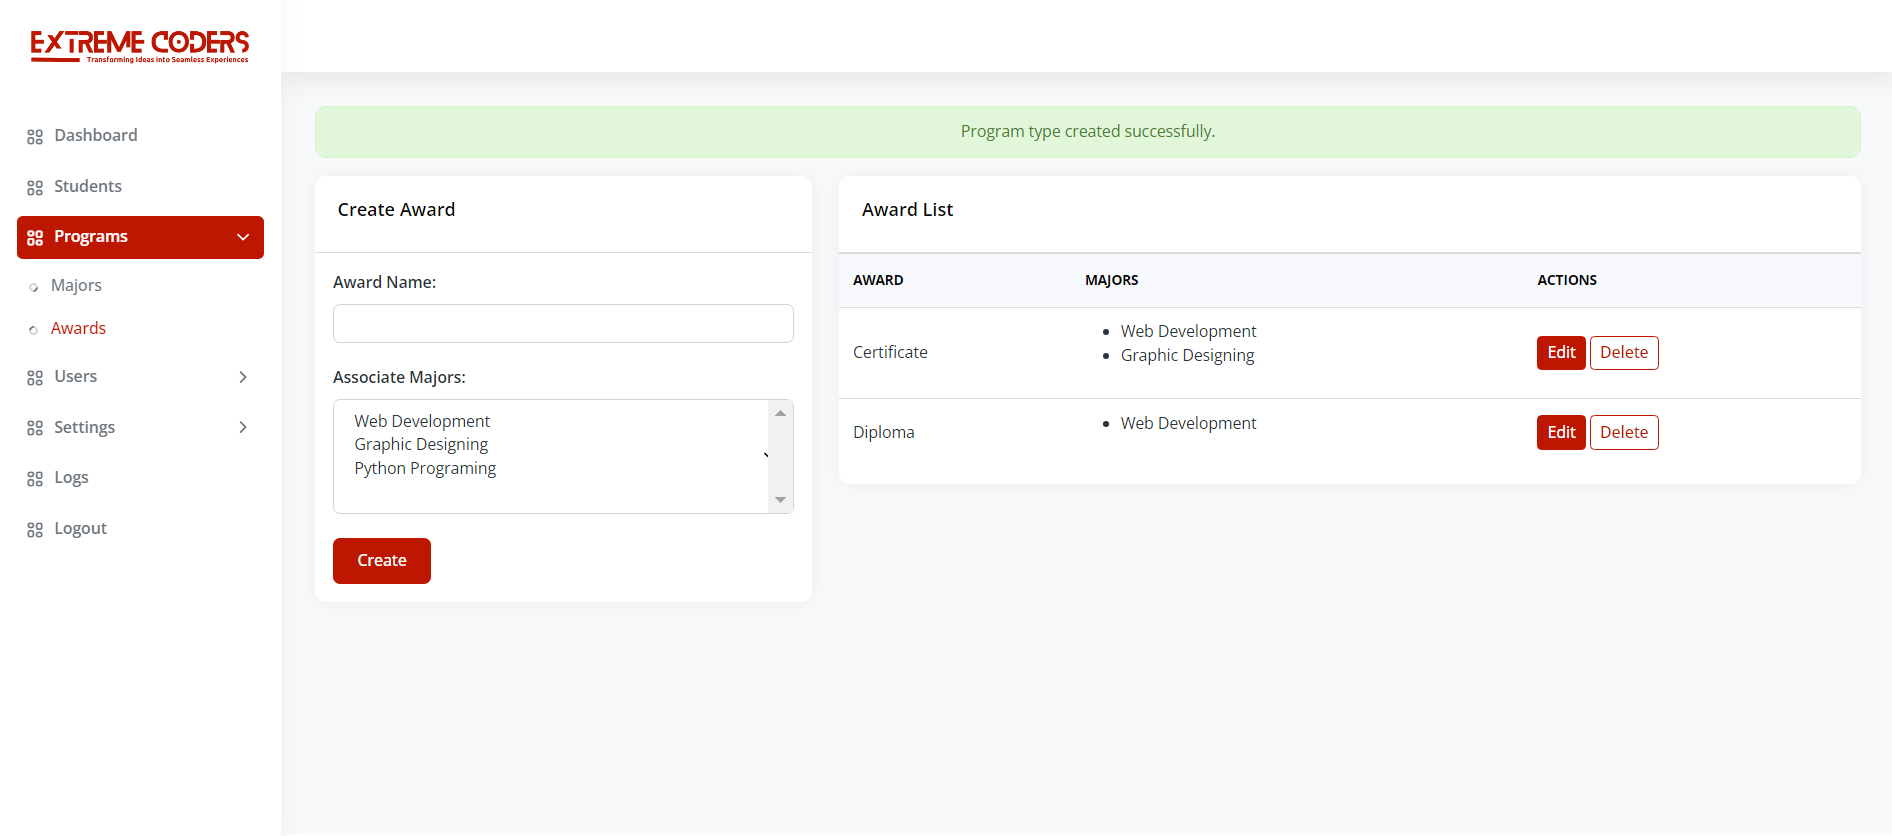 EXTREME CODERS
Transforming Ideas Into Seamless Experiences
Dashboard
Students
Programs
Majors
Awards
Users
Settings
Logs
Logout
Program type created successfully.
Create Award
Award Name:
Associate Majors:
Web Development
Graphic Designing
Python Programing
Create
Award List
AWARD MAJORS ACTIONS
Web Development
Graphic Designing
Certificate Edit Delete
Web Development
Diploma Edit Delete